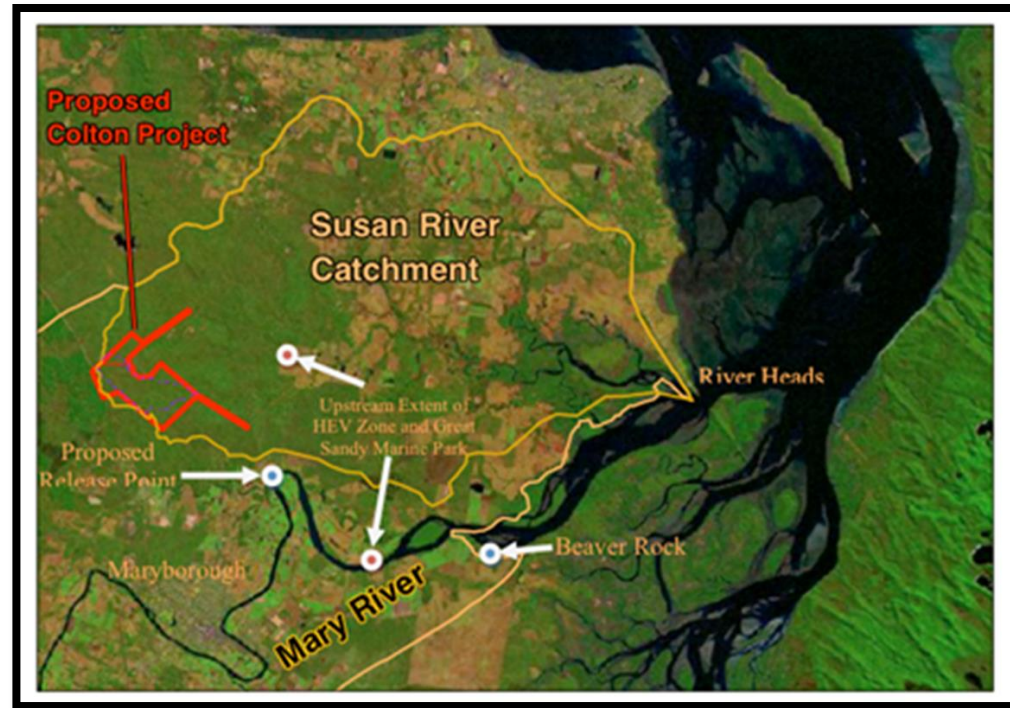 Proposed
Colton Project
Susan River
Catchment
River Heads
Upstream Extent of
HEV Zone and Great
Sandy Marine Park
Proposed
Release Point
Beaver Rock
Maryborough
Mary River